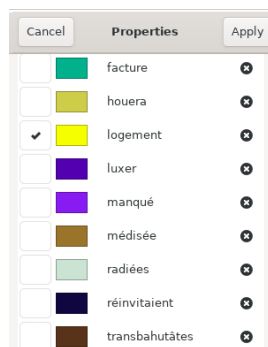 Cancel Properties Apply
facture
houera
logement
luxer
manqué
médisée
radiées
réinvitaient
transbahutâtes